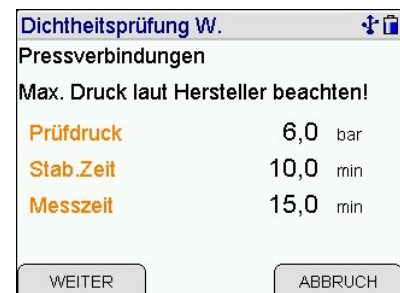 Dichtheitsprüfung W.
Pressverbindungen
Max. Druck laut Hersteller beachten!
Prüfdruck 6,0 bar
Stab.Zeit 10,0 min
Messzeit 15,0 min
WEITER ABBRUCH